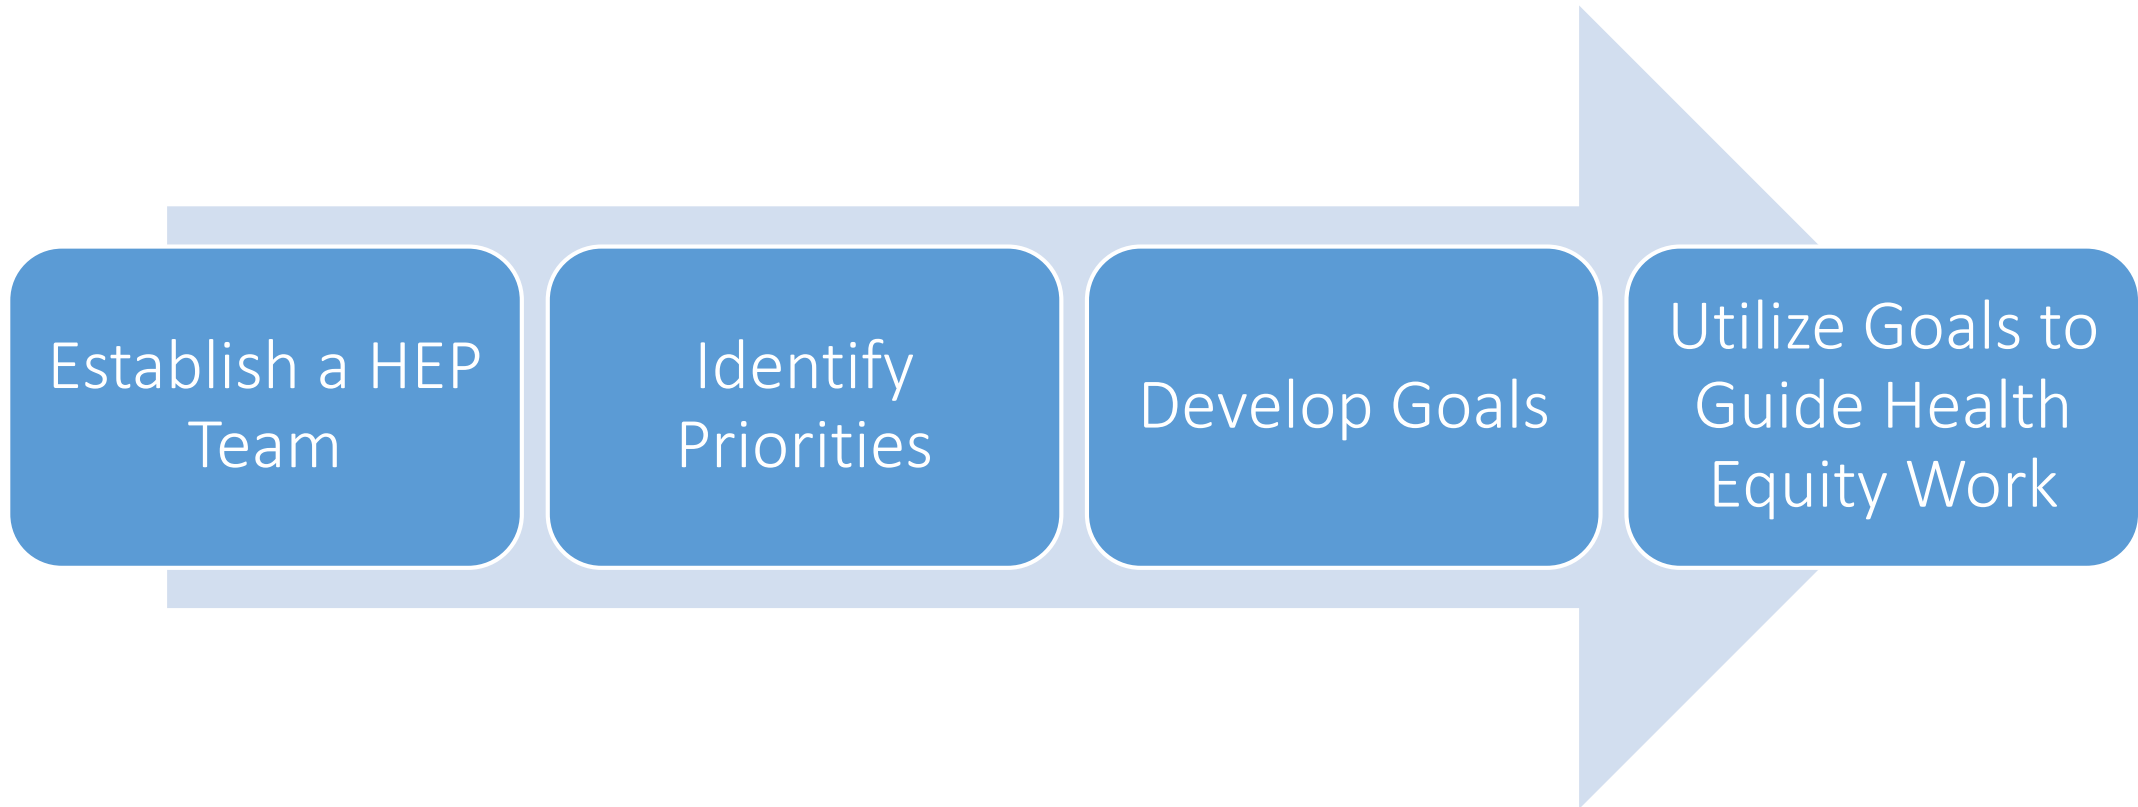 Establish a HEP
Team
Identify
Priorities
Develop Goals
Utilize Goals to
Guide Health
Equity Work